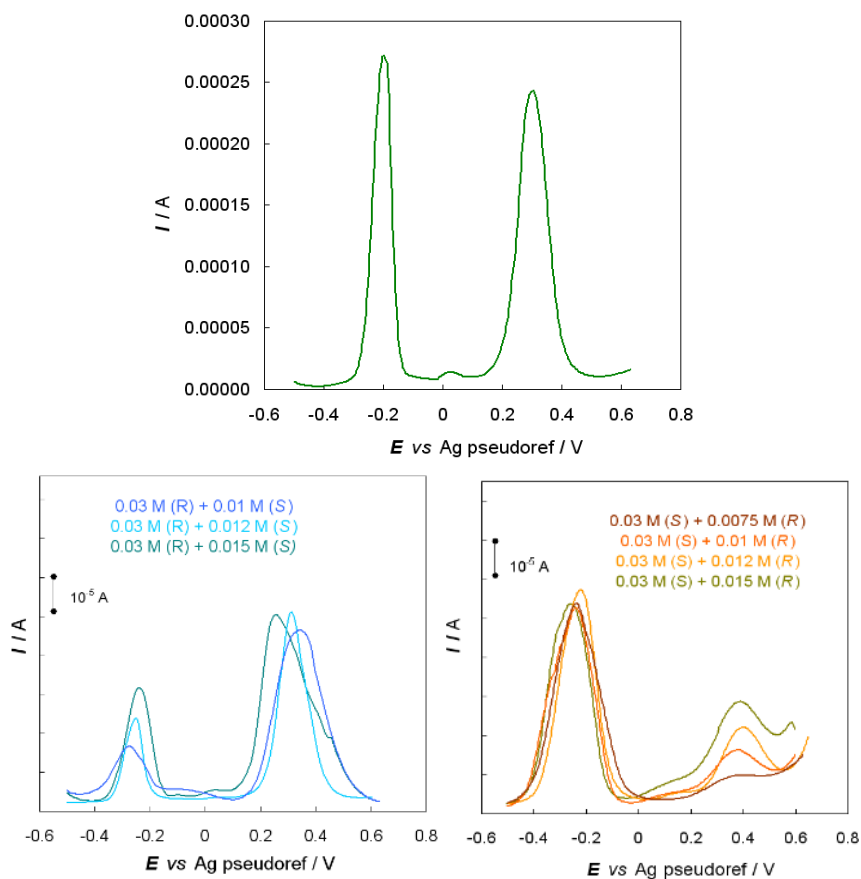 0.00030
0.00025
0.00020
0.00015
0.00010
0.00005
0.00000
I / A
-0.6 -0.4 -0.2 0 0.2 0.4 0.6 0.8
E vs Ag pseudoref / V
0.03 M (R) + 0.01 M (S)
0.03 M (R) + 0.012 M (S)
0.03 M (R) + 0.015 M (S)
10-5 A
I / A
-0.6 -0.4 -0.2 0 0.2 0.4 0.6 0.8
E vs Ag pseudoref / V
0.03 M (S) + 0.0075 M (R)
0.03 M (S) + 0.01 M (R)
0.03 M (S) + 0.012 M (R)
0.03 M (S) + 0.015 M (R)
10-5 A
I / A
-0.6 -0.4 -0.2 0 0.2 0.4 0.6 0.8
E vs Ag pseudoref / V